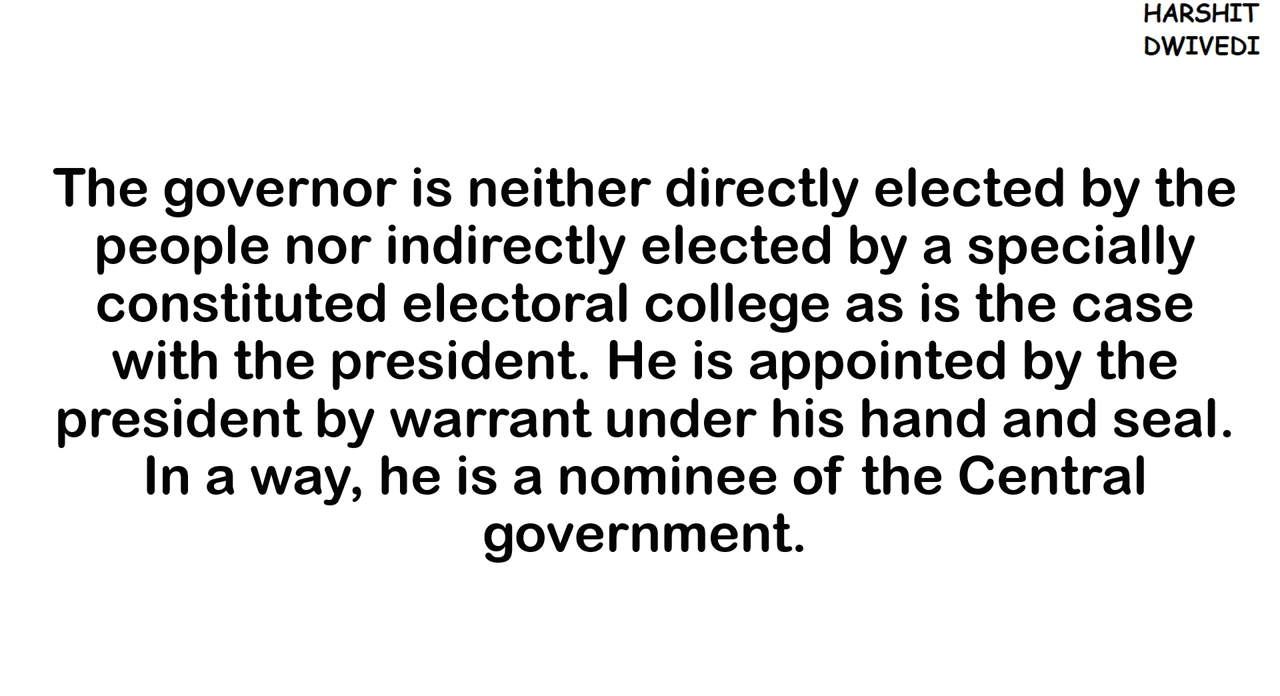 HARSHIT
DWIVEDI
The governor is neither directly elected by the
people nor indirectly elected by a specially
constituted electoral college as is the case
with the president. He is appointed by the
president by warrant under his hand and seal.
In a way, he is a nominee of the Central
government.